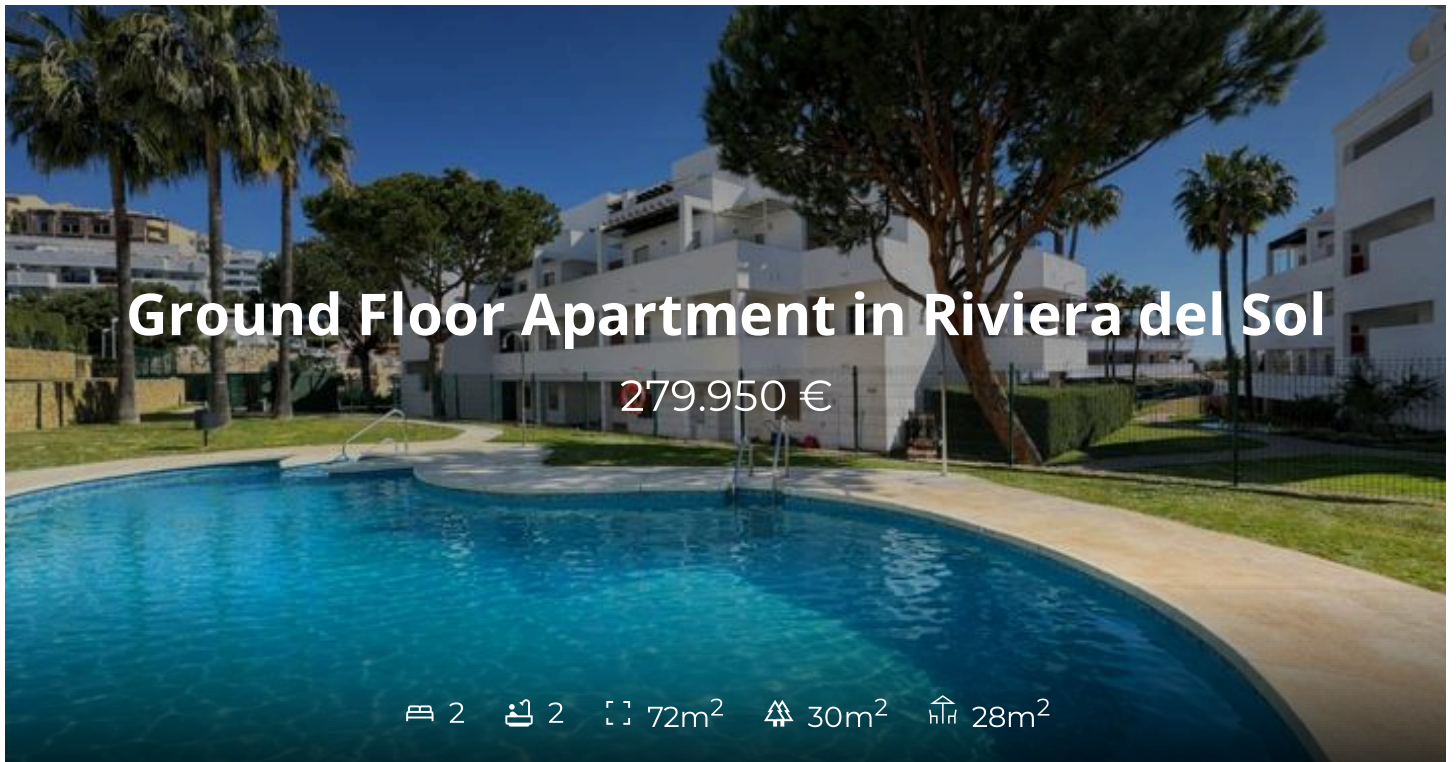 Ground Floor Apartment in Riviera del Sol
279.950 €
2 2 72m² 30m² 28m²